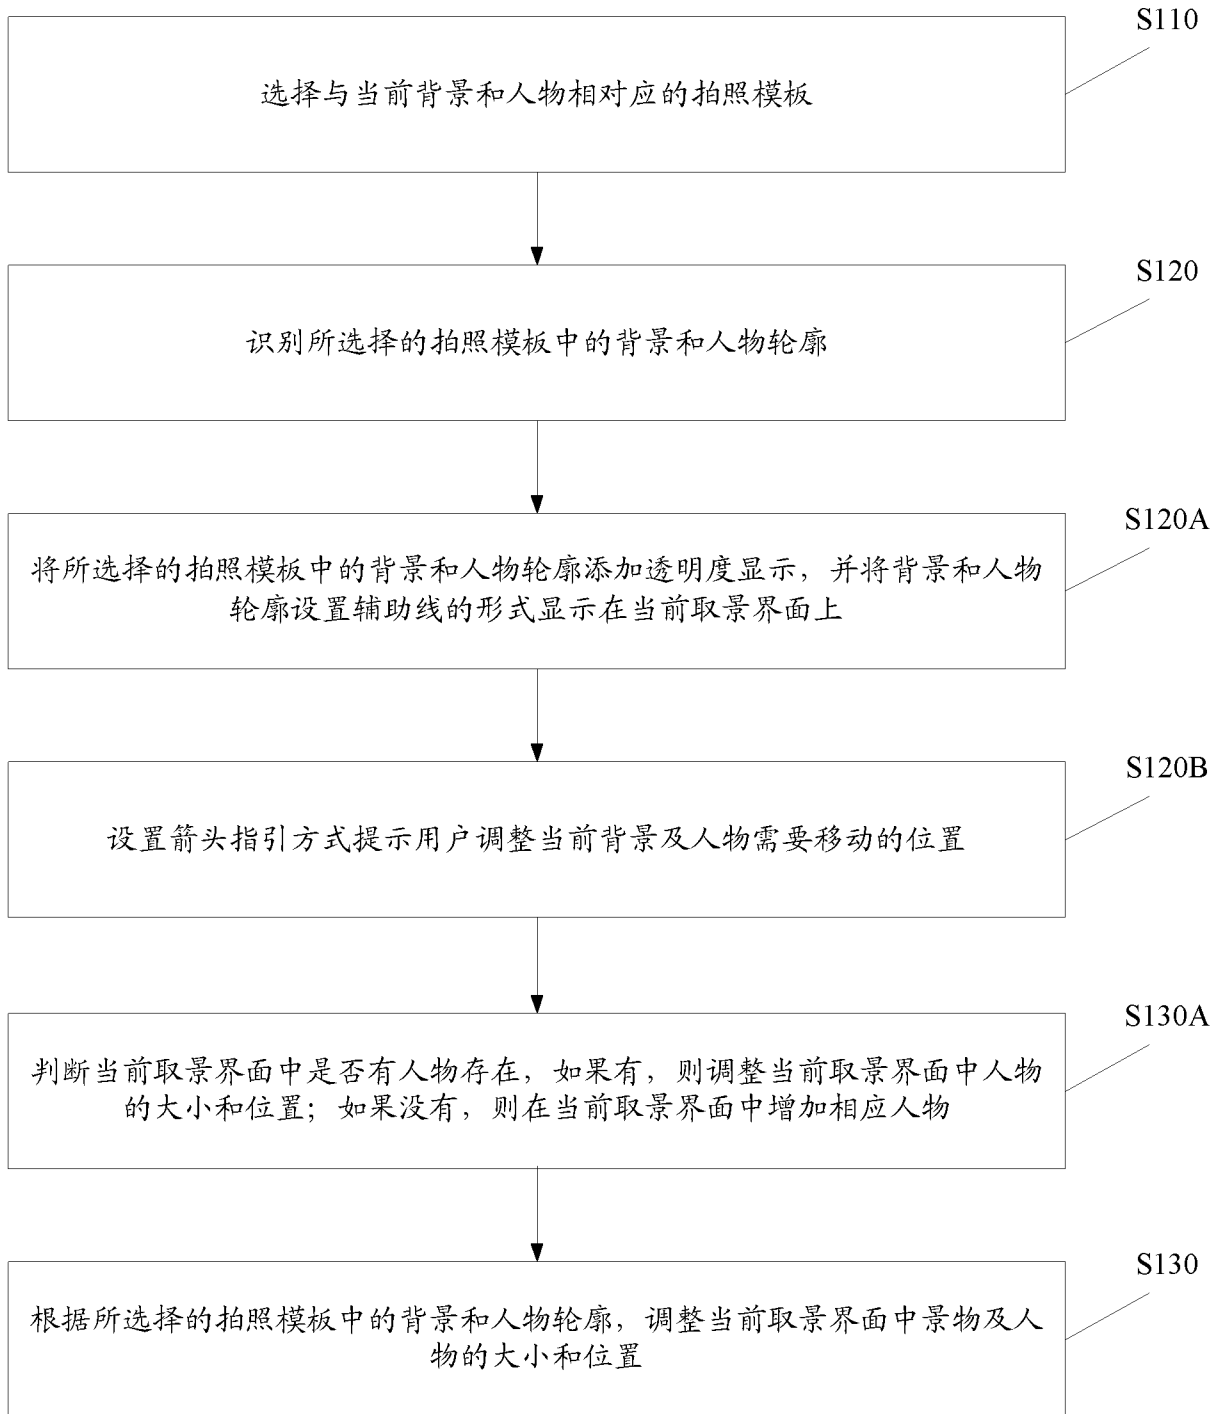 S110
选择与当前背景和人物相对应的拍照模板
S120
识别所选择的拍照模板中的背景和人物轮廓
S120A
将所选择的拍照模板中的背景和人物轮廓添加透明度显示，并将背景和人物
轮廓设置辅助线的形式显示在当前取景界面上
S120B
设置箭头指引方式提示用户调整当前背景及人物需要移动的位置
S130A
判断当前取景界面中是否有人物存在，如果有，则调整当前取景界面中人物
的大小和位置；如果没有，则在当前取景界面中增加相应人物
S130
根据所选择的拍照模板中的背景和人物轮廓，调整当前取景界面中景物及人
物的大小和位置